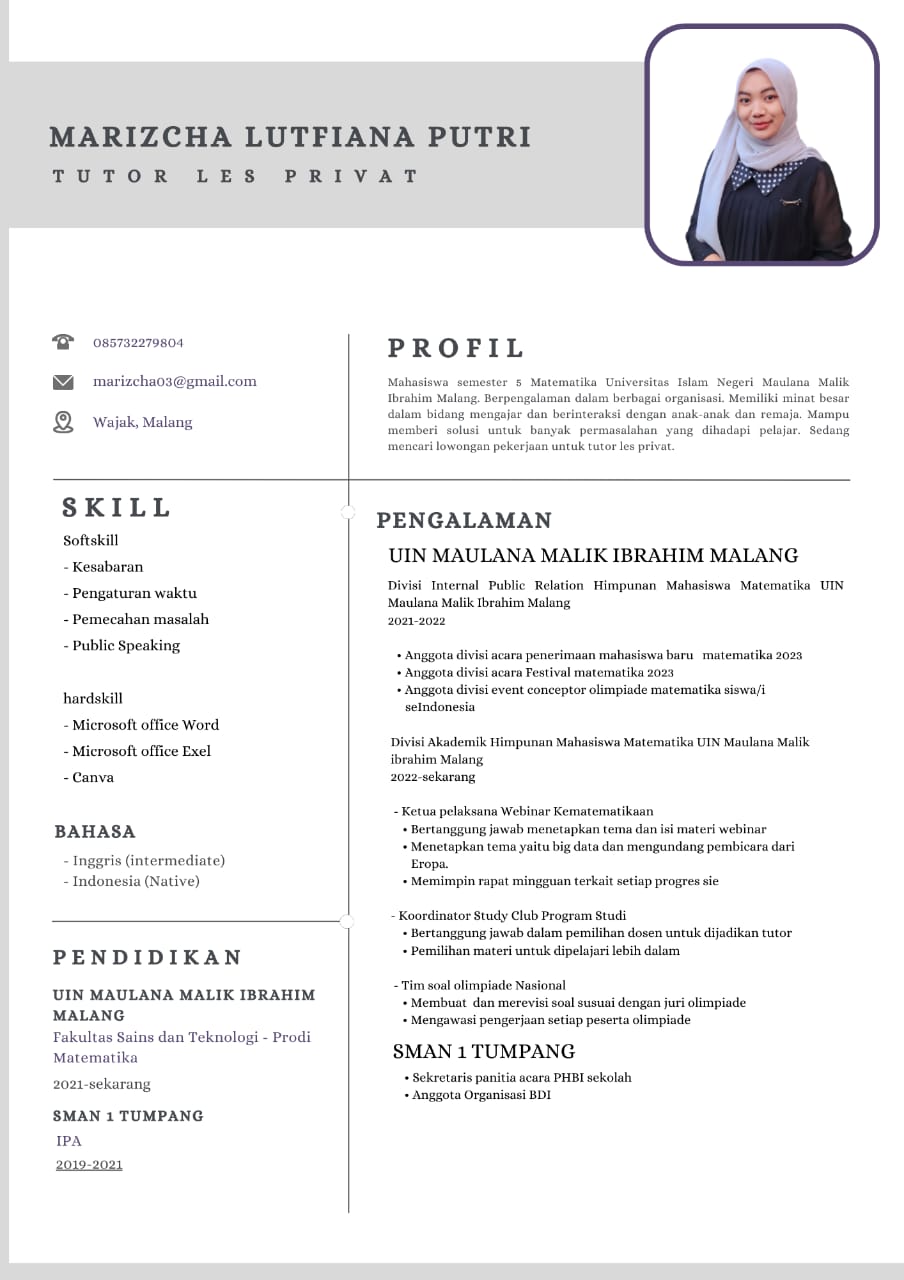 MARIZCHA LUTFIANA PUTRI
TUTOR LES PRIVAT
085732279804
marizcha03@gmail.com
Wajak, Malang
PROFIL
Mahasiswa semester 5 Matematika Universitas Islam Negeri Maulana Malik
Ibrahim Malang. Berpengalaman dalam berbagai organisasi. Memiliki minat besar
dalam bidang mengajar dan berinteraksi dengan anak-anak dan remaja. Mampu
memberi solusi untuk banyak permasalahan yang dihadapi pelajar. Sedang
mencari lowongan pekerjaan untuk tutor les privat.
SKILL
Softskill
- Kesabaran
- Pengaturan waktu
- Pemecahan masalah
- Public Speaking
hardskill
- Microsoft office Word
- Microsoft office Exel
- Canva
BAHASA
- Inggris (intermediate)
- Indonesia (Native)
PENDIDIKAN
UIN MAULANA MALIK IBRAHIM
MALANG
Fakultas Sains dan Teknologi - Prodi
Matematika
2021-sekarang
SMAN 1 TUMPANG
IPA
2019-2021
PENGALAMAN
UIN MAULANA MALIK IBRAHIM MALANG
Divisi Internal Public Relation Himpunan Mahasiswa Matematika UIN
Maulana Malik Ibrahim Malang
2021-2022
• Anggota divisi acara penerimaan mahasiswa baru matematika 2023
• Anggota divisi acara Festival matematika 2023
• Anggota divisi event conceptor olimpiade matematika siswa/i
seIndonesia
Divisi Akademik Himpunan Mahasiswa Matematika UIN Maulana Malik
ibrahim Malang
2022-sekarang
- Ketua pelaksana Webinar Kematematikaan
• Bertanggung jawab menetapkan tema dan isi materi webinar
• Menetapkan tema yaitu big data dan mengundang pembicara dari
Eropa.
• Memimpin rapat mingguan terkait setiap progres sie
- Koordinator Study Club Program Studi
• Bertanggung jawab dalam pemilihan dosen untuk dijadikan tutor
• Pemilihan materi untuk dipelajari lebih dalam
- Tim soal olimpiade Nasional
• Membuat dan merevisi soal susuai dengan juri olimpiade
• Mengawasi pengerjaan setiap peserta olimpiade
SMAN 1 TUMPANG
• Sekretaris panitia acara PHBI sekolah
• Anggota Organisasi BDI